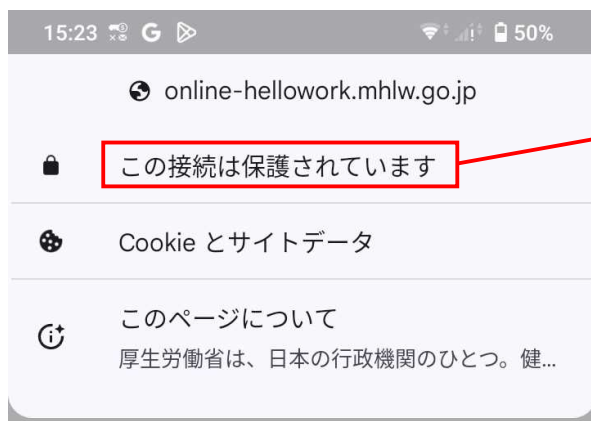 15:23 G 50%
online-hellowork.mhlw.go.jp
この接続は保護されています
Cookie とサイトデータ
このページについて
厚生労働省は、日本の行政機関のひとつ。健...